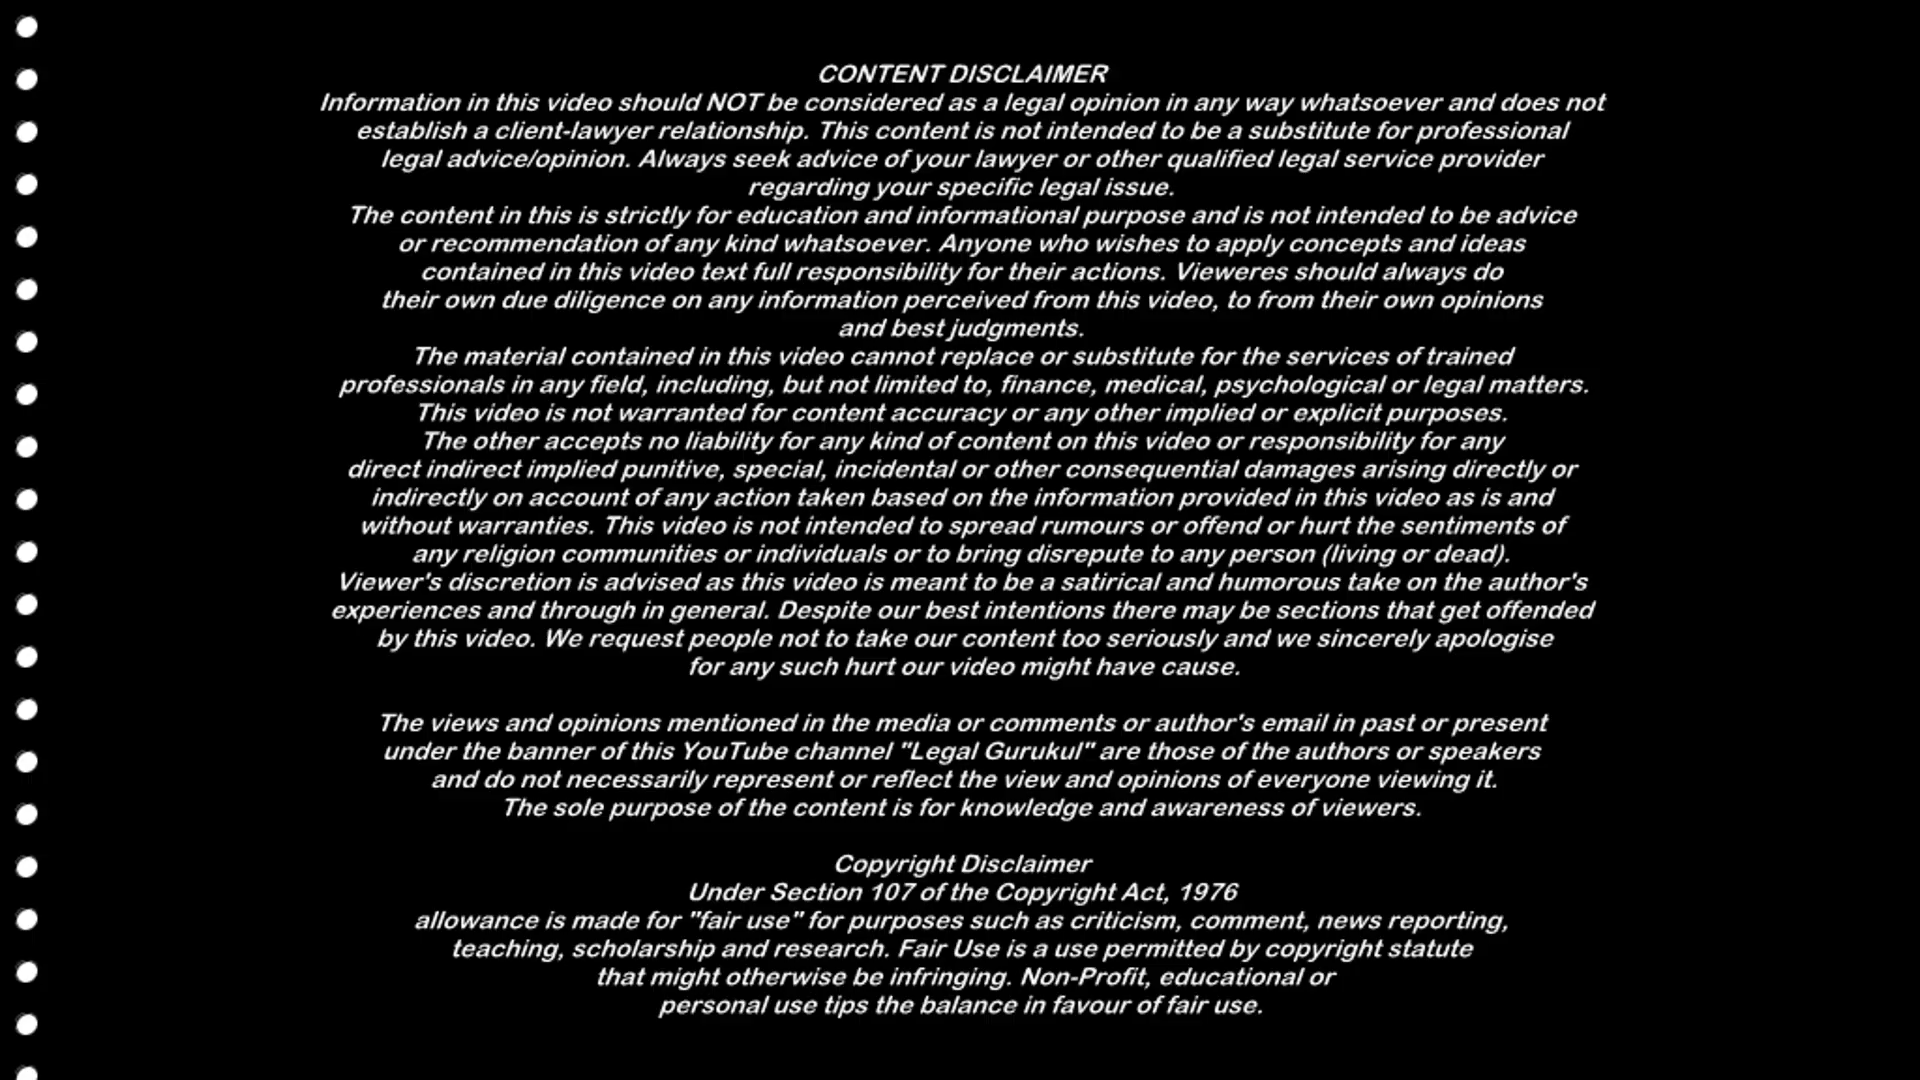 CONTENT DISCLAIMER
Information in this video should NOT be considered as a legal opinion in any way whatsoever and does not
establish a client-lawyer relationship. This content is not intended to be a substitute for professional
legal advice/opinion. Always seek advice of your lawyer or other qualified legal service provider
regarding your specific legal issue.
The content in this is strictly for education and informational purpose and is not intended to be advice
or recommendation of any kind whatsoever. Anyone who wishes to apply concepts and ideas
contained in this video text full responsibility for their actions. Vieweres should always do
their own due diligence on any information perceived from this video, to from their own opinions
and best judgments.
The material contained in this video cannot replace or substitute for the services of trained
professionals in any field, including, but not limited to, finance, medical, psychological or legal matters.
This video is not warranted for content accuracy or any other implied or explicit purposes.
The other accepts no liability for any kind of content on this video or responsibility for any
direct indirect implied punitive, special, incidental or other consequential damages arising directly or
indirectly on account of any action taken based on the information provided in this video as is and
without warranties. This video is not intended to spread rumours or offend or hurt the sentiments of
any religion communities or individuals or to bring disrepute to any person (living or dead).
Viewer's discretion is advised as this video is meant to be a satirical and humorous take on the author's
experiences and through in general. Despite our best intentions there may be sections that get offended
by this video. We request people not to take our content too seriously and we sincerely apologise
for any such hurt our video might have cause.
The views and opinions mentioned in the media or comments or author's email in past or present
under the banner of this YouTube channel "Legal Gurukul" are those of the authors or speakers
and do not necessarily represent or reflect the view and opinions of everyone viewing it.
The sole purpose of the content is for knowledge and awareness of viewers.
Copyright Disclaimer
Under Section 107 of the Copyright Act, 1976
allowance is made for "fair use" for purposes such as criticism, comment, news reporting,
teaching, scholarship and research. Fair Use is a use permitted by copyright statute
that might otherwise be infringing. Non-Profit, educational or
personal use tips the balance in favour of fair use.